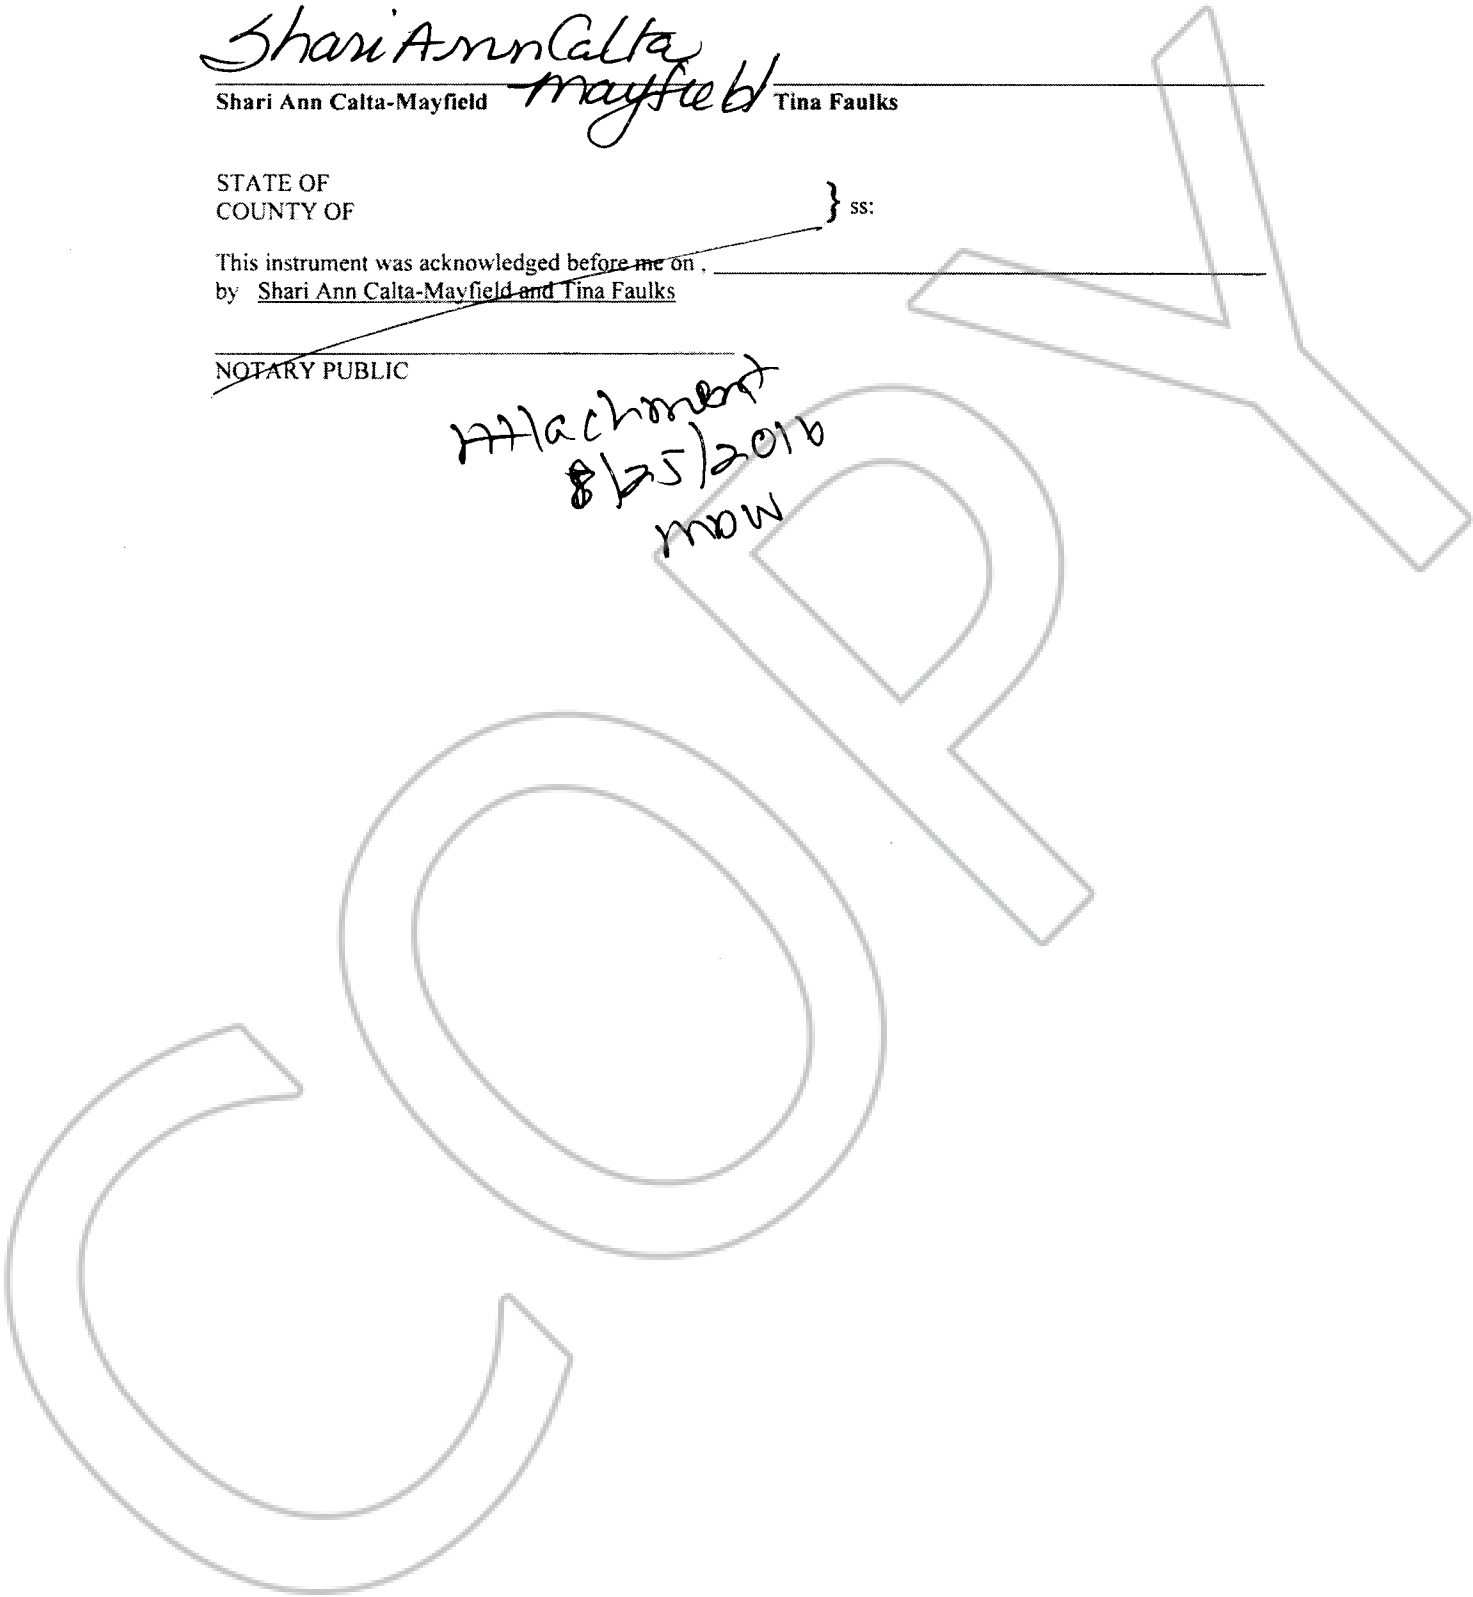 Shari Ann Calta
Mayfield
Shari Ann Calta-Mayfield Tina Faulks
STATE OF
COUNTY OF
} ss:
This instrument was acknowledged before me on ,
by Shari Ann Calta-Mayfield and Tina Faulks
NOTARY PUBLIC
Attachment
8/25/2016
MDW
COPY